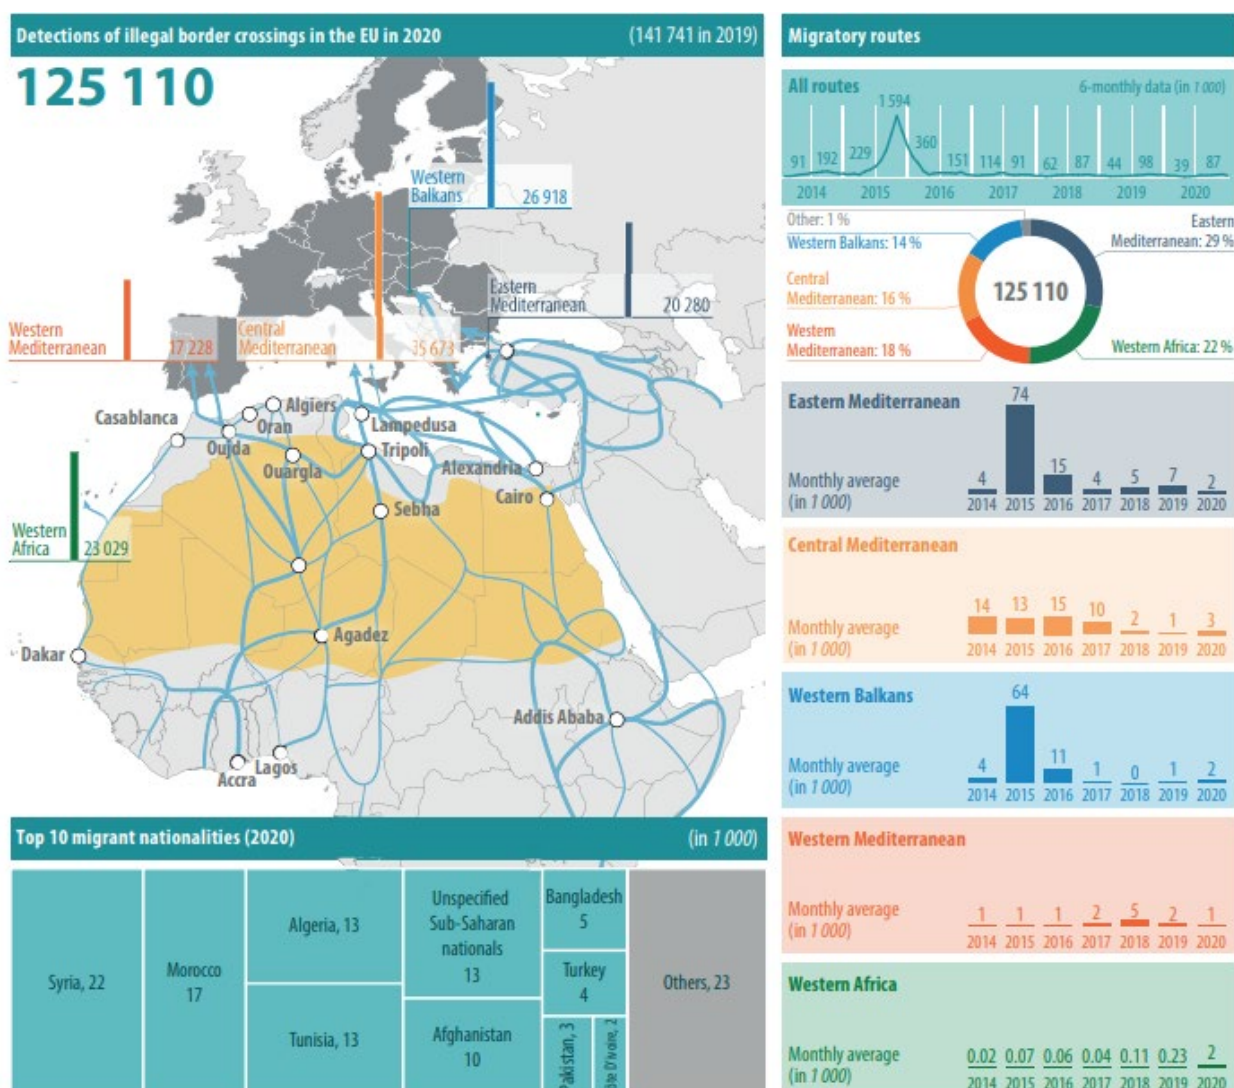 Detections of illegal border crossings in the EU in 2020 (141 741 in 2019)
125 110
Western
Balkans 26 918
Eastern
Mediterranean 20 280
Western
Mediterranean 17 228
Central
Mediterranean 35 673
Western
Africa 23 029
Casablanca
Algiers
Oran
Oujda
Ouargla
Lampedusa
Tripoli
Alexandria
Cairo
Sebha
Agadez
Dakar
Addis Ababa
Accra
Lagos
Top 10 migrant nationalities (2020) (in 1 000)
Syria, 22
Morocco
17
Algeria, 13
Tunisia, 13
Unspecified
Sub-Saharan
nationals
13
Afghanistan
10
Bangladesh
5
Turkey
4
Pakistan, 3
D'ivoire, 2
Others, 23
Migratory routes
All routes 6-monthly data (in 1 000)
91 192 229 1 594 360 151 114 91 62 87 44 98 39 87
2014 2015 2016 2017 2018 2019 2020
Other: 1 %
Western Balkans: 14 %
Central
Mediterranean: 16 %
Western
Mediterranean: 18 %
125 110
Eastern
Mediterranean: 29 %
Western Africa: 22 %
Eastern Mediterranean
Monthly average
(in 1 000)
4 74 15 4 5 7 2
2014 2015 2016 2017 2018 2019 2020
Central Mediterranean
Monthly average
(in 1 000)
14 13 15 10 2 1 3
2014 2015 2016 2017 2018 2019 2020
Western Balkans
Monthly average
(in 1 000)
4 64 11 1 0 1 2
2014 2015 2016 2017 2018 2019 2020
Western Mediterranean
Monthly average
(in 1 000)
1 1 1 2 5 2 1
2014 2015 2016 2017 2018 2019 2020
Western Africa
Monthly average
(in 1 000)
0.02 0.07 0.06 0.04 0.11 0.23 2
2014 2015 2016 2017 2018 2019 2020